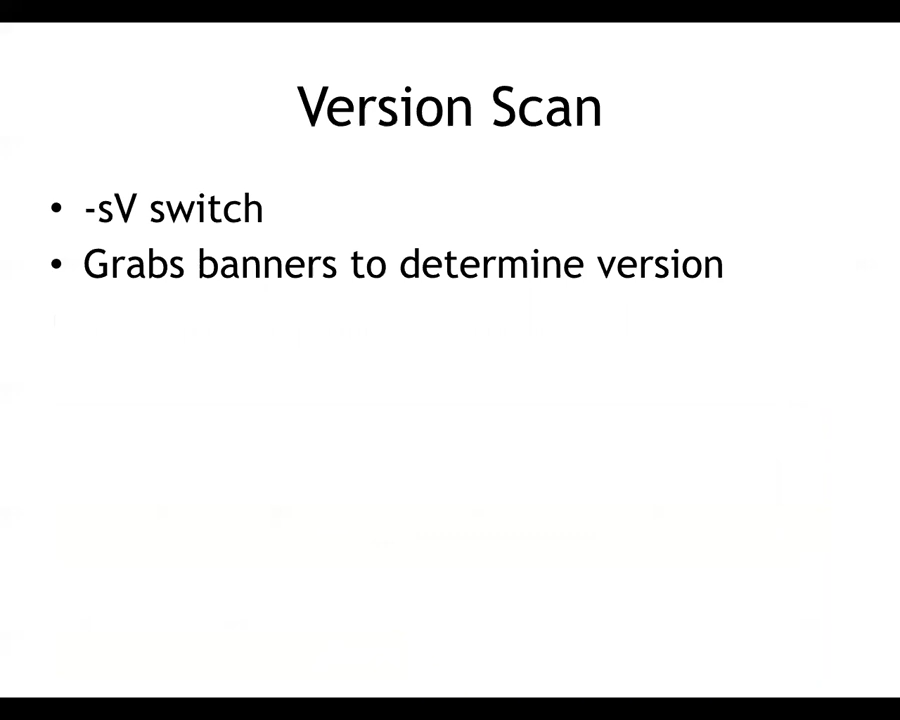 Version Scan
• -sV switch
• Grabs banners to determine version